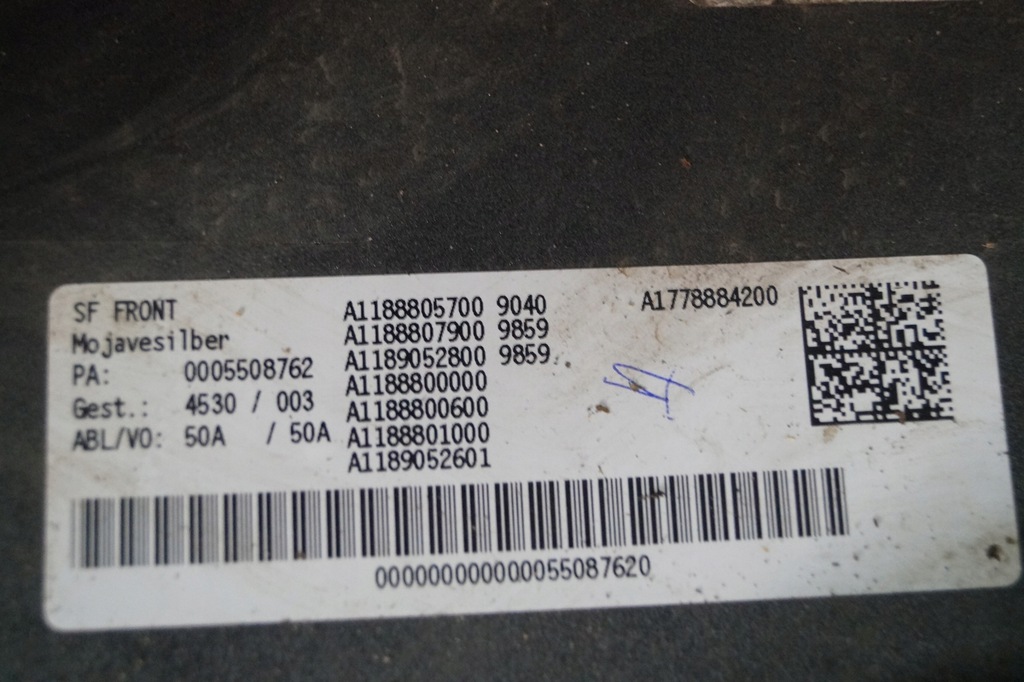 SF FRONT
Mojavesilber
PA: 0005508762
Gest.: 4530 / 003
ABL/VO: 50A / 50A
A1188805700 9040
A1188807900 9859
A1189052800 9859
A1188800000
A1188800600
A1188801000
A1189052601
A1778884200
000000000000055087620